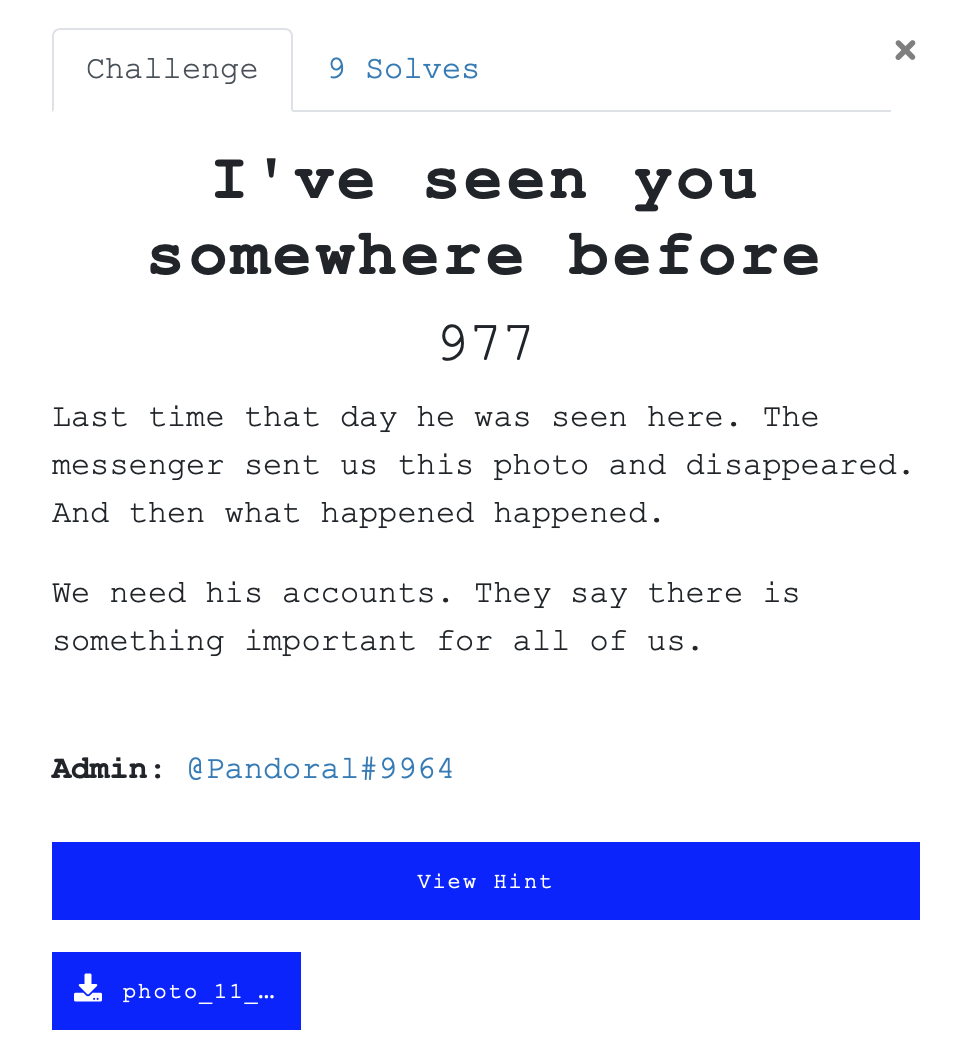 Challenge
9 Solves
I've seen you
somewhere before
977
Last time that day he was seen here. The
messenger sent us this photo and disappeared.
And then what happened happened.
We need his accounts. They say there is
something important for all of us.
Admin: @Pandoral#9964
View Hint
photo_11_…